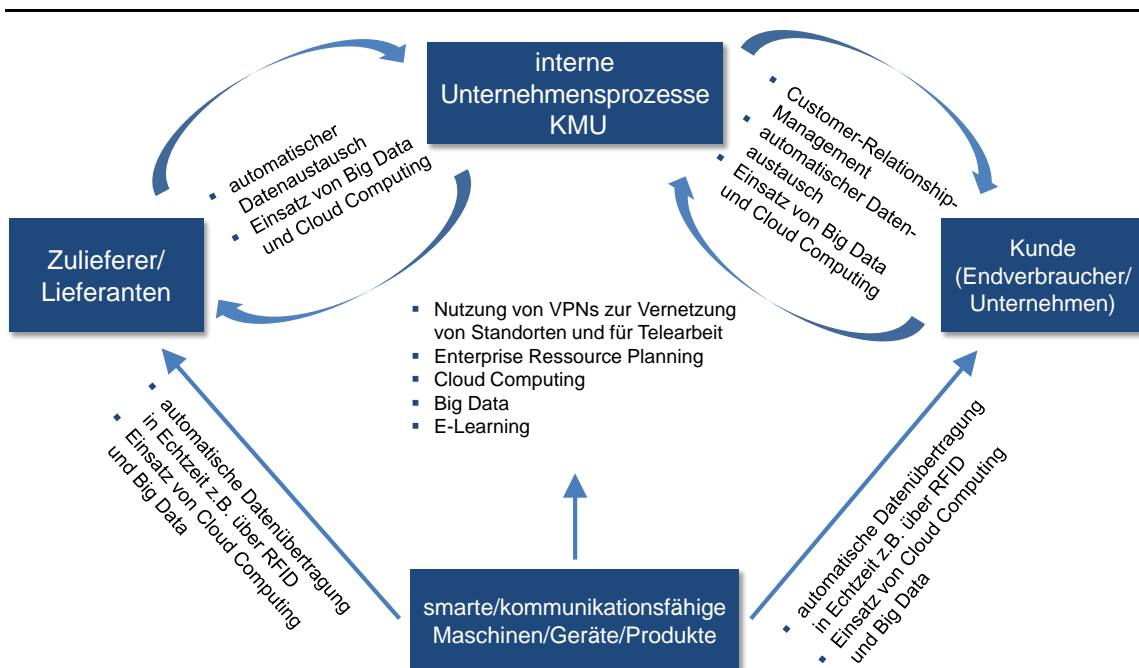 interne
Unternehmensprozesse
KMU
▪ automatischer
Datenaustausch
▪ Einsatz von Big Data
und Cloud Computing
▪ Customer-Relationship-
Management
▪ automatischer Daten-
austausch
▪ Einsatz von Big Data
und Cloud Computing
Zulieferer/
Lieferanten
Kunde
(Endverbraucher/
Unternehmen)
▪ Nutzung von VPNs zur Vernetzung
von Standorten und für Telearbeit
▪ Enterprise Ressource Planning
▪ Cloud Computing
▪ Big Data
▪ E-Learning
▪ automatische Datenübertragung
in Echtzeit z.B. über RFID
▪ Einsatz von Cloud Computing
und Big Data
▪ automatische Datenübertragung
in Echtzeit z.B. über RFID
▪ Einsatz von Cloud Computing
und Big Data
smarte/kommunikationsfähige
Maschinen/Geräte/Produkte